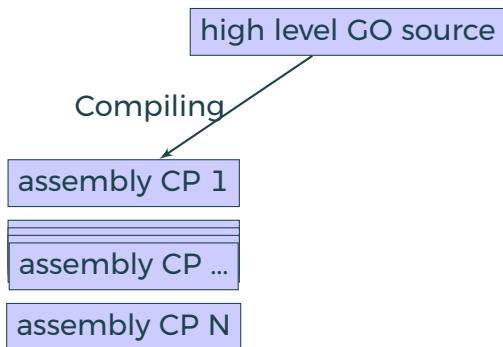 high level GO source
Compiling
assembly CP 1
assembly CP ...
assembly CP N